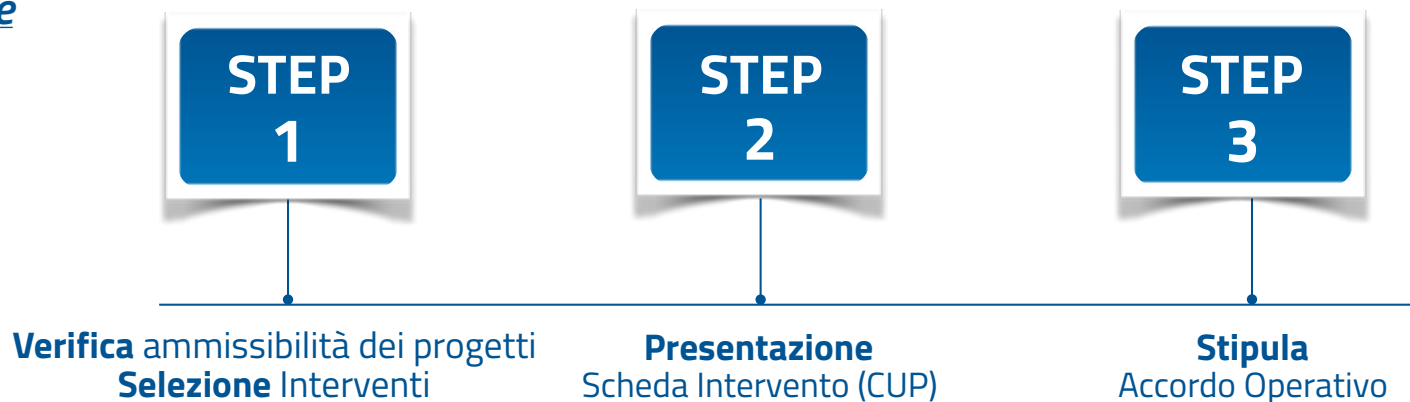 e
STEP
1
STEP
2
STEP
3
Verifica ammissibilità dei progetti
Selezione Interventi
Presentazione
Scheda Intervento (CUP)
Stipula
Accordo Operativo